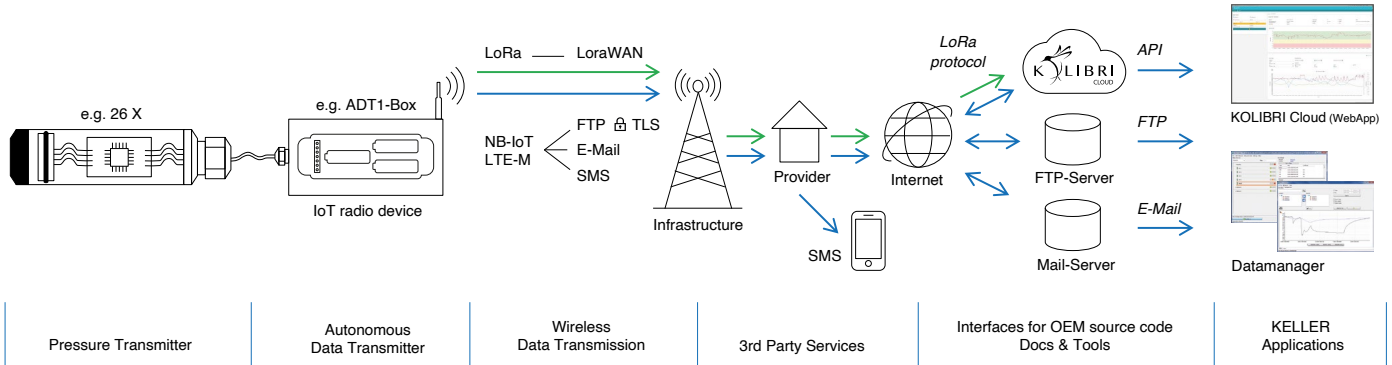 e.g. 26 X
e.g. ADT1-Box
IoT radio device
LoRa
LoraWAN
NB-IoT
LTE-M
FTP TLS
E-Mail
SMS
Infrastructure
Provider
SMS
Internet
LoRa
protocol
KOLIBRI
CLOUD
FTP-Server
Mail-Server
API
FTP
E-Mail
KOLIBRI Cloud (WebApp)
Datamanager
Pressure Transmitter
Autonomous
Data Transmitter
Wireless
Data Transmission
3rd Party Services
Interfaces for OEM source code
Docs & Tools
KELLER
Applications